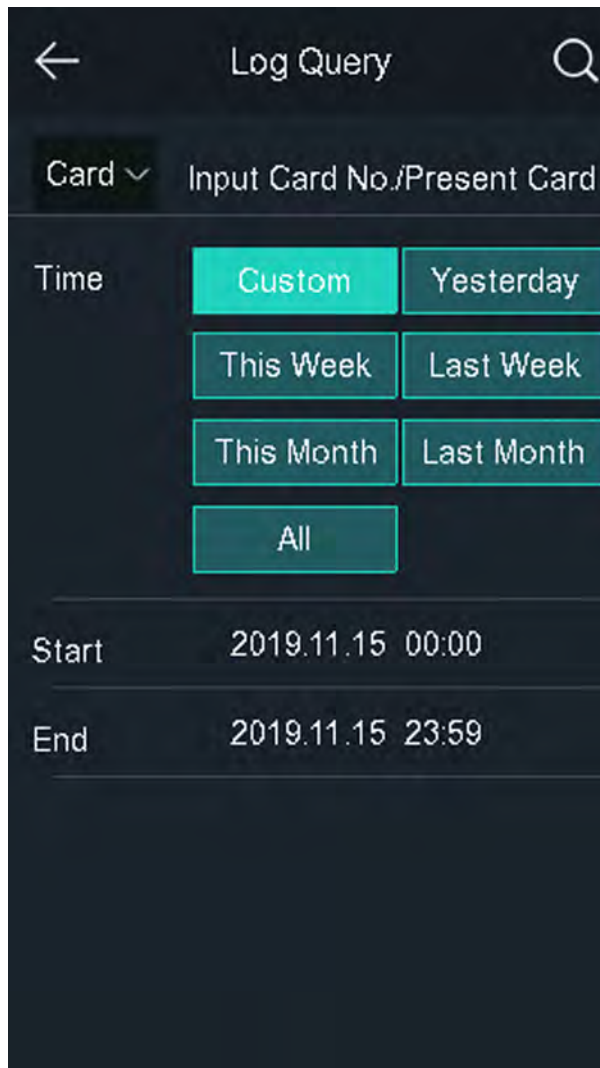 Log Query
Card Input Card No./Present Card
Time Custom Yesterday
This Week Last Week
This Month Last Month
All
Start 2019.11.15 00:00
End 2019.11.15 23:59